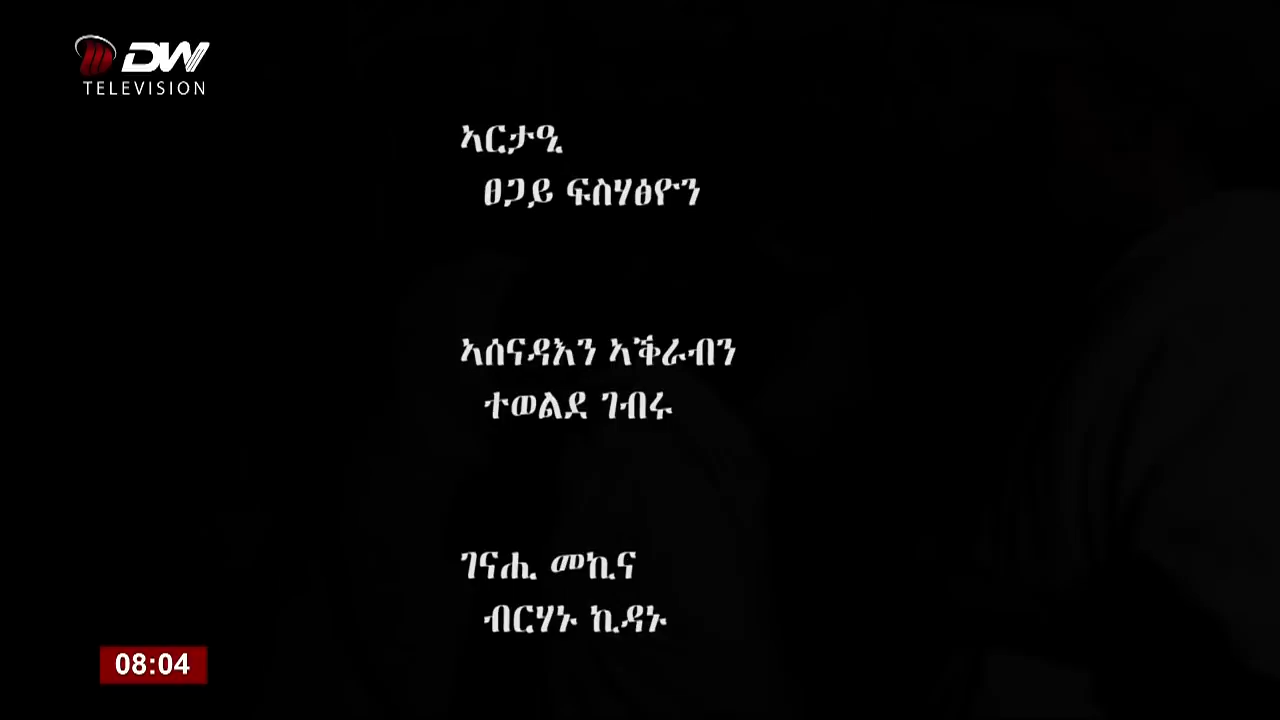 DW
TELEVISION
ኣርታዒ
ፀጋይ ፍስሃፅዮን
ኣሰናዳእን ኣቕራብን
ተወልደ ገብሩ
ገናሒ መኪና
ብርሃኑ ኪዳኑ
08:04